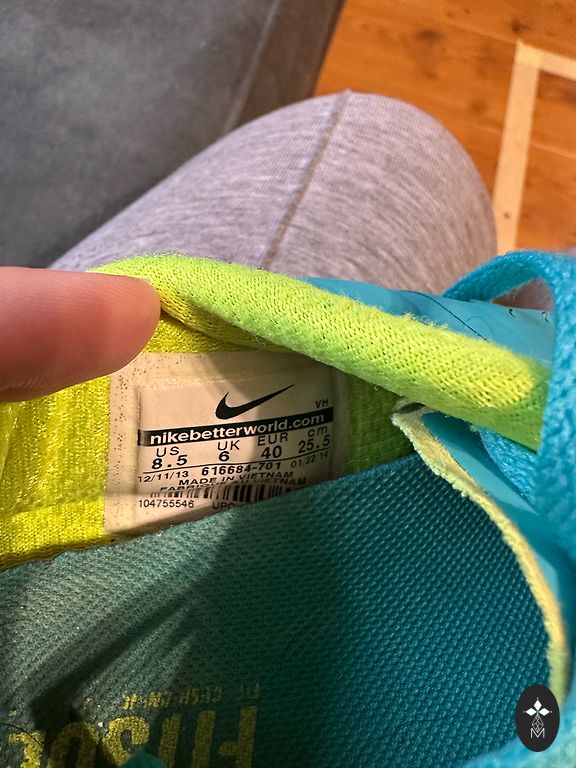 VH
nikebetterworld.com
US UK EUR cm
8.5 6 40 25.5
12/11/13 616684-701 01/22/14
MADE IN VIETNAM
104755546
FITSOLE